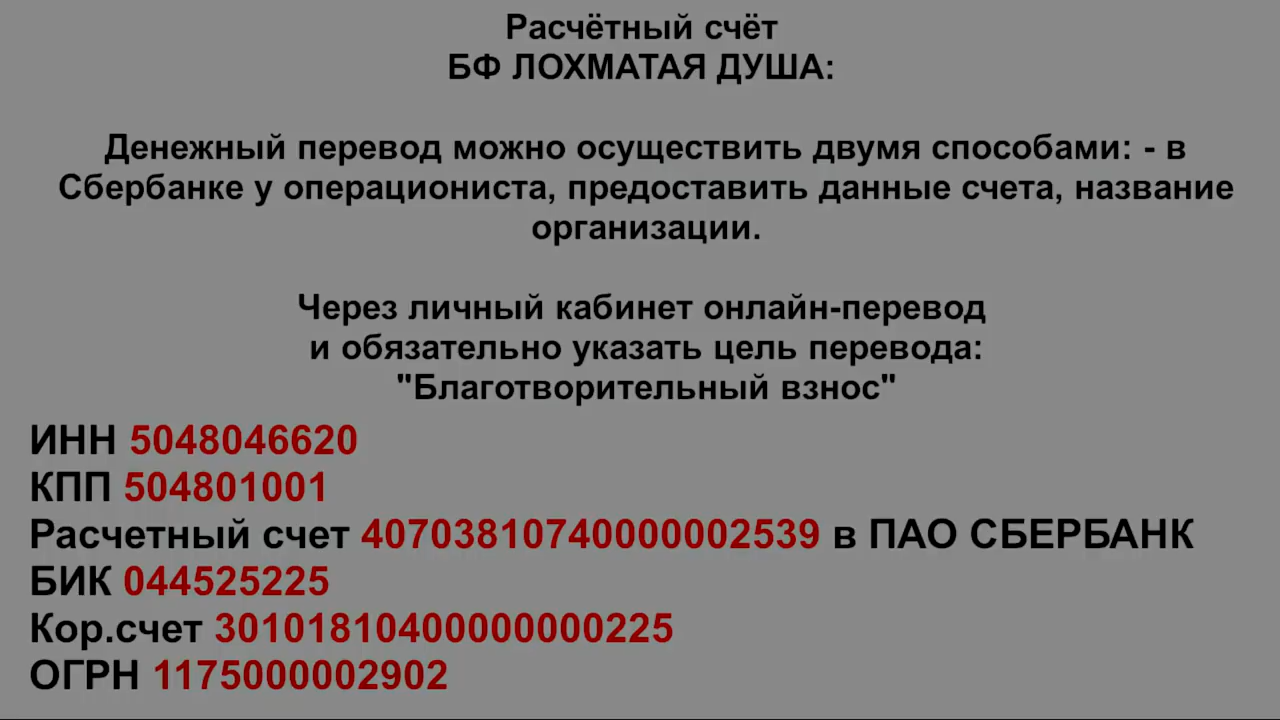 Расчётный счёт
БФ ЛОХМАТАЯ ДУША:
Денежный перевод можно осуществить двумя способами: - в
Сбербанке у операциониста, предоставить данные счета, название
организации.
Через личный кабинет онлайн-перевод
и обязательно указать цель перевода:
"Благотворительный взнос"
ИНН 5048046620
КПП 504801001
Расчетный счет 40703810740000002539 в ПАО СБЕРБАНК
БИК 044525225
Кор.счет 30101810400000000225
ОГРН 1175000002902